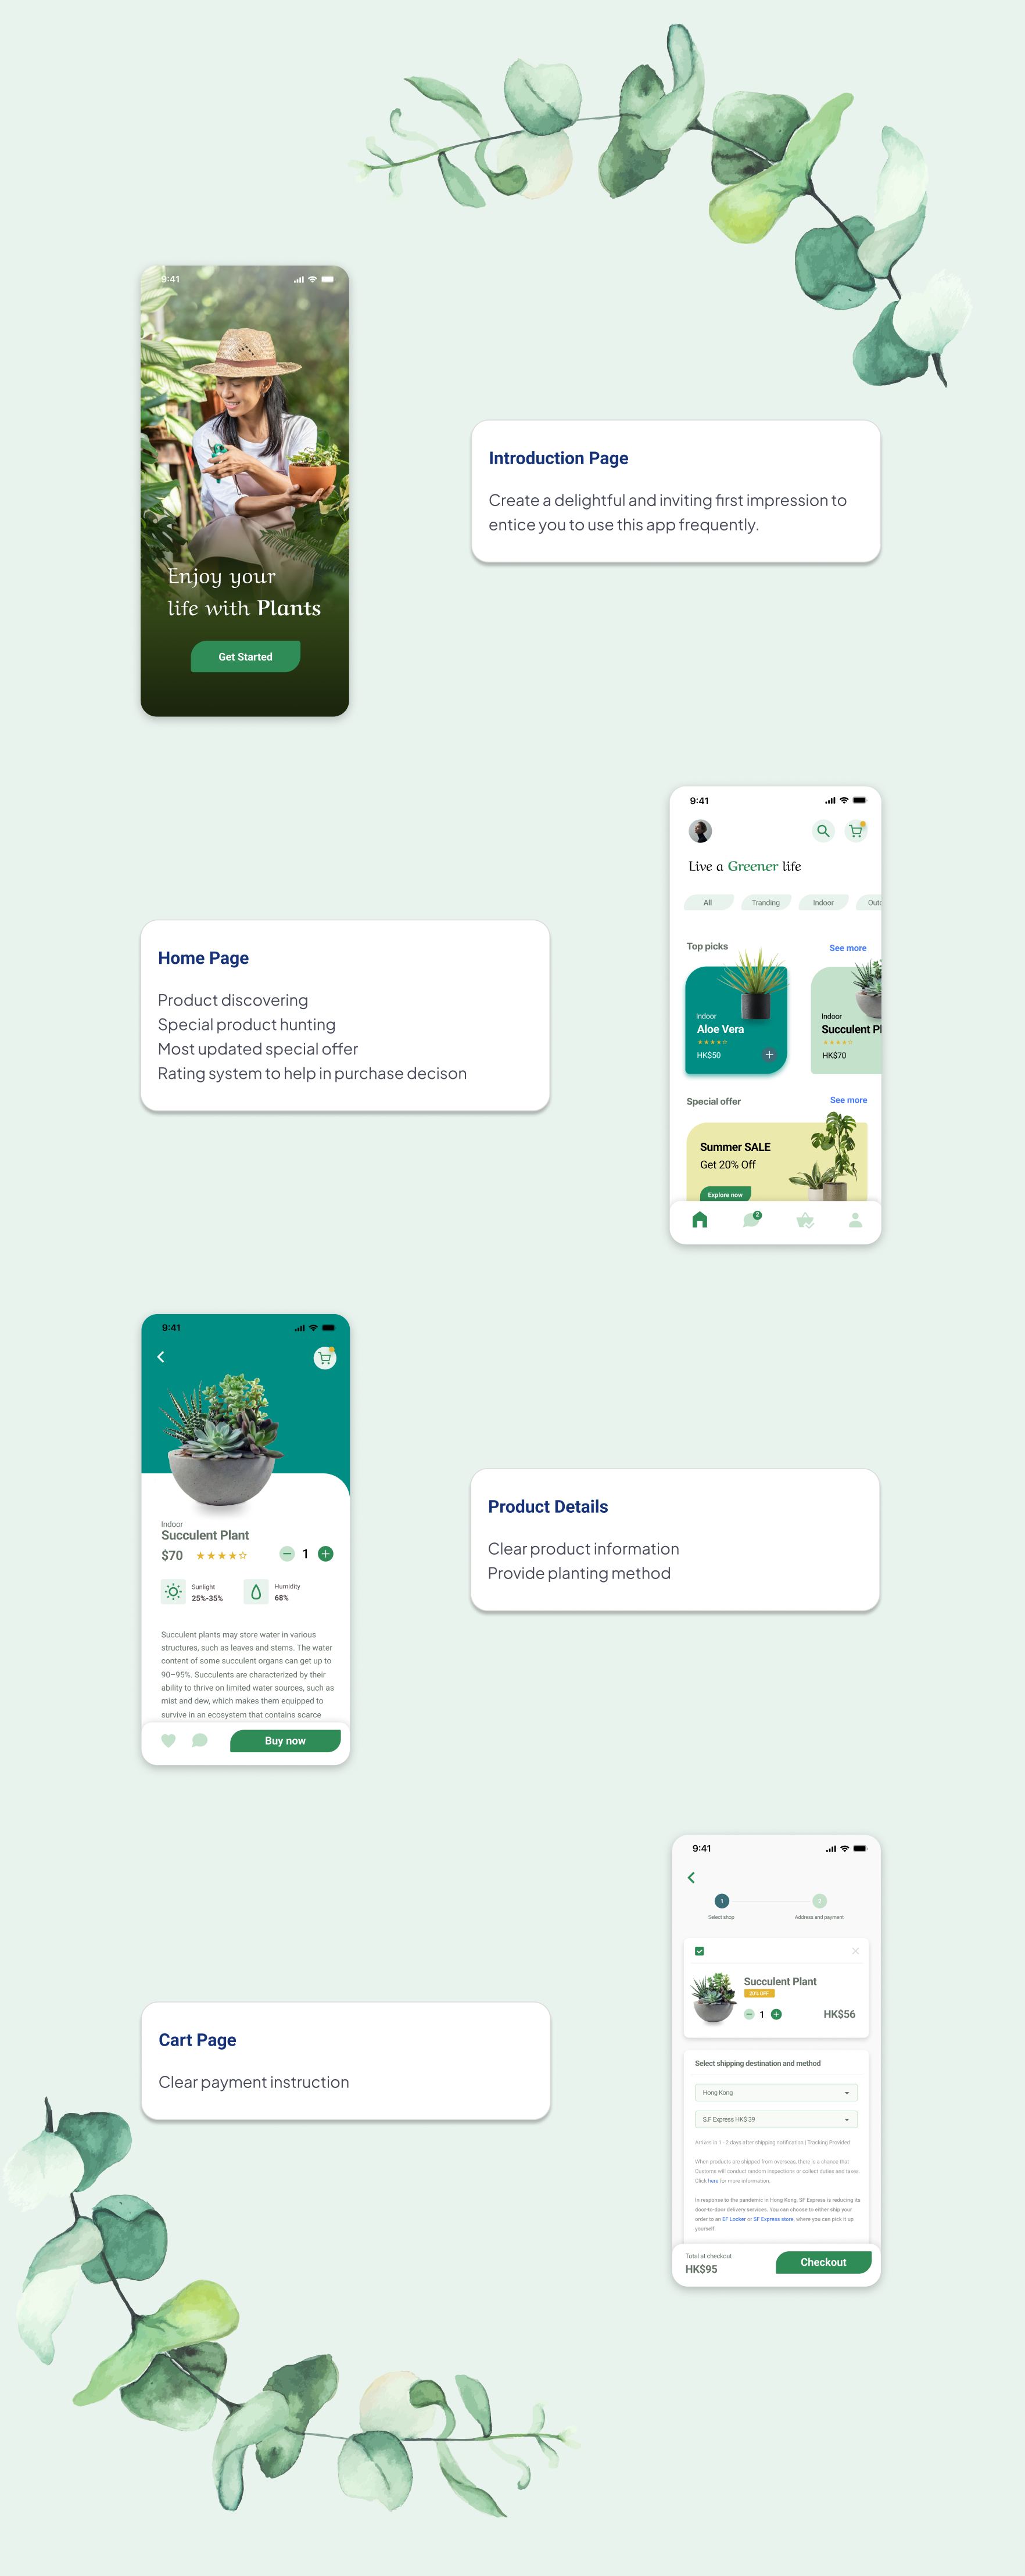 9:41
Enjoy your
life with Plants
Get Started
Introduction Page
Create a delightful and inviting first impression to
entice you to use this app frequently.
Home Page
Product discovering
Special product hunting
Most updated special offer
Rating system to help in purchase decison
9:41
Live a Greener life
All
Tranding
Indoor
Outd
Top picks
See more
Indoor
Aloe Vera
HK$50
Indoor
Succulent Pl
HK$70
Special offer
See more
Summer SALE
Get 20% Off
Explore now
2
9:41
Indoor
Succulent Plant
$70
1
Sunlight
25%-35%
Humidity
68%
Succulent plants may store water in various
structures, such as leaves and stems. The water
content of some succulent organs can get up to
90–95%. Succulents are characterized by their
ability to thrive on limited water sources, such as
mist and dew, which makes them equipped to
survive in an ecosystem that contains scarce
Buy now
Product Details
Clear product information
Provide planting method
Cart Page
Clear payment instruction
9:41
1
2
Select shop
Address and payment
Succulent Plant
20% OFF
1
HK$56
Select shipping destination and method
Hong Kong
S.F Express HK$ 39
Arrives in 1 - 2 days after shipping notification | Tracking Provided
When products are shipped from overseas, there is a chance that
Customs will conduct random inspections or collect duties and taxes
Click here for more information
In response to the pandemic in Hong Kong, SF Express is reducing its
door-to-door delivery services. You can choose to either ship your
order to an EF Locker or SF Express store, where you can pick it up
yourself.
Total at checkout
HK$95
Checkout